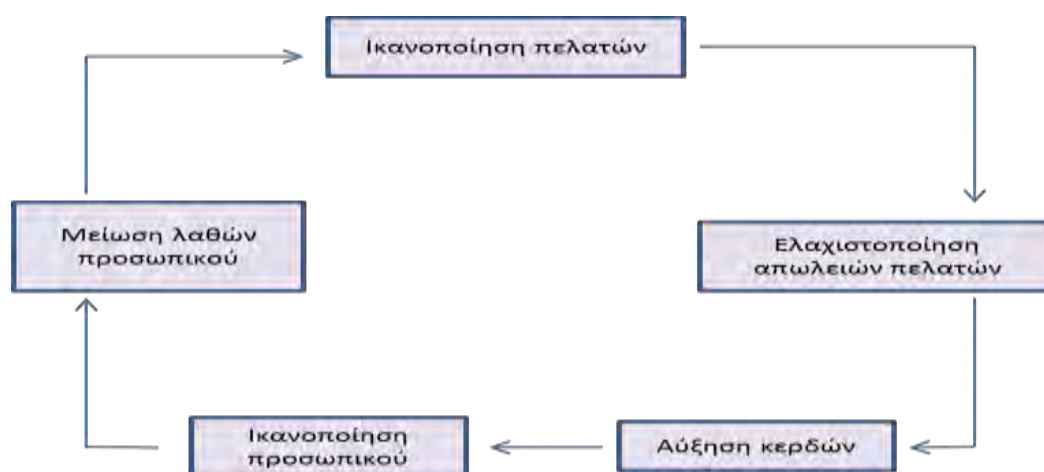 Ικανοποίηση πελατών
Μείωση λαθών
προσωπικού
Ελαχιστοποίηση
απωλειών πελατών
Ικανοποίηση
προσωπικού
Αύξηση κερδών